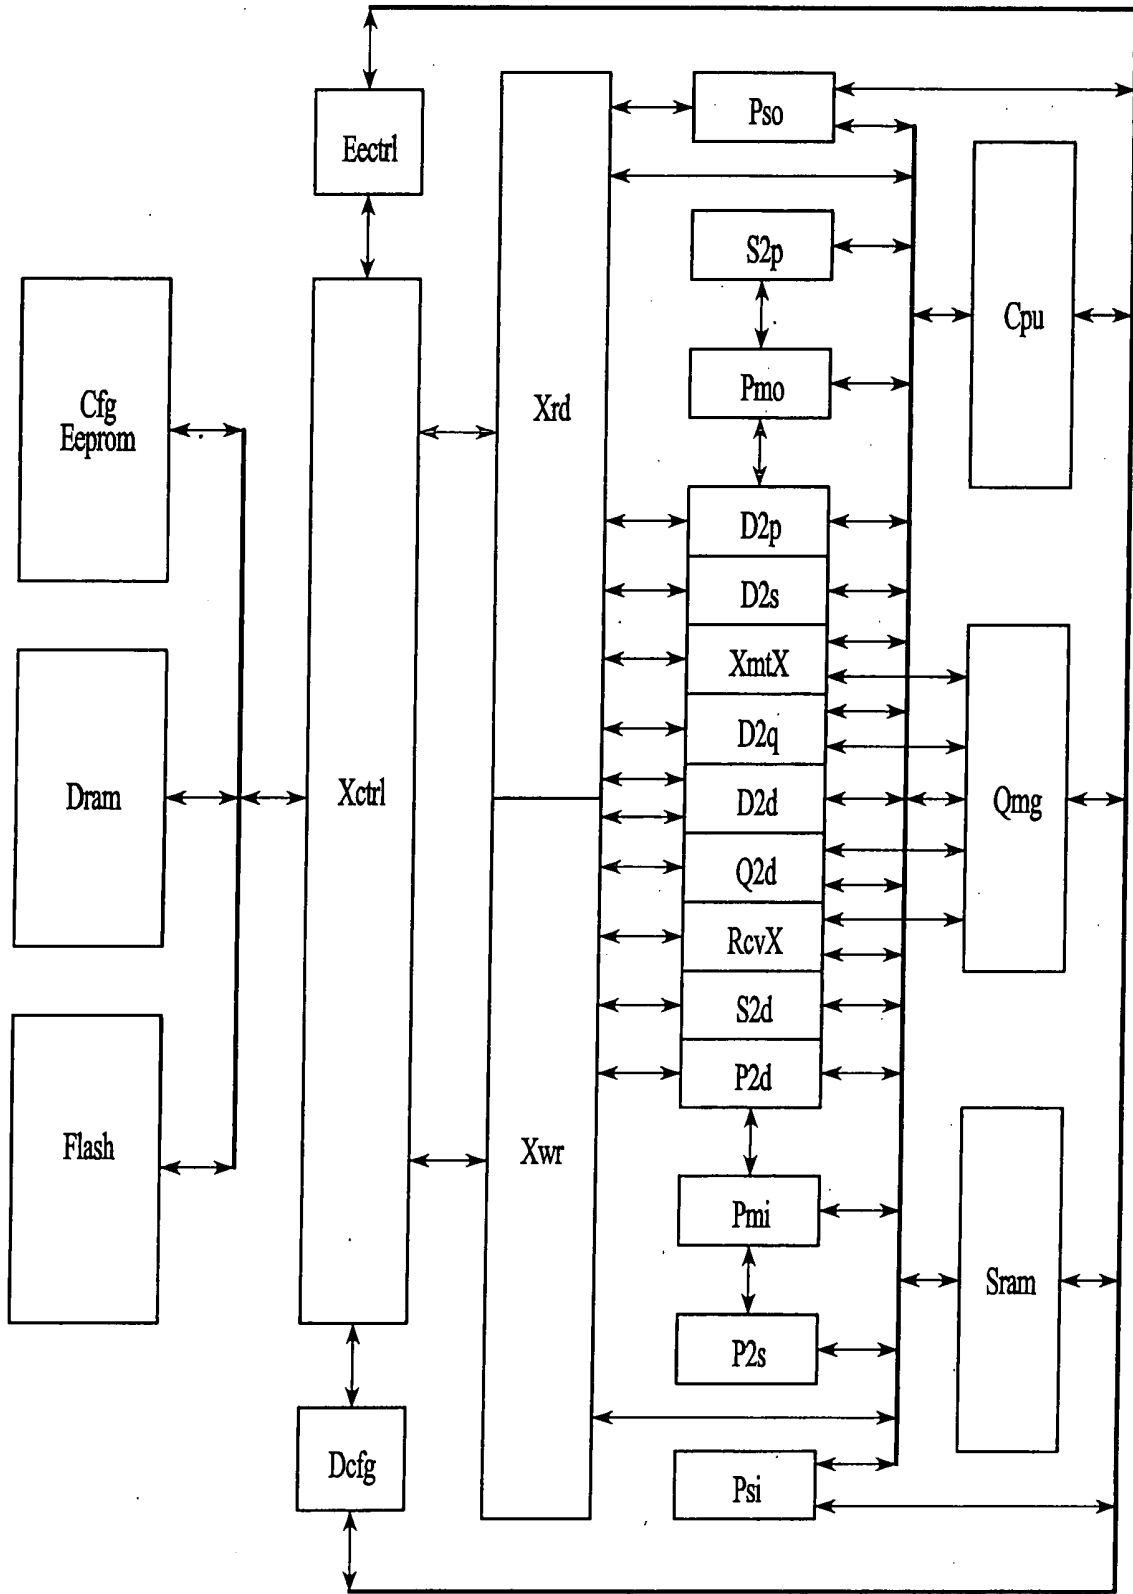 Eectrl
Cfg
Eeprom
Dram
Flash
Xctrl
Dcfg
Xrd
Xwr
Pso
S2p
Pmo
D2p
D2s
XmtX
D2q
D2d
Q2d
RcvX
S2d
P2d
Pmi
P2s
Psi
Cpu
Qmg
Sram